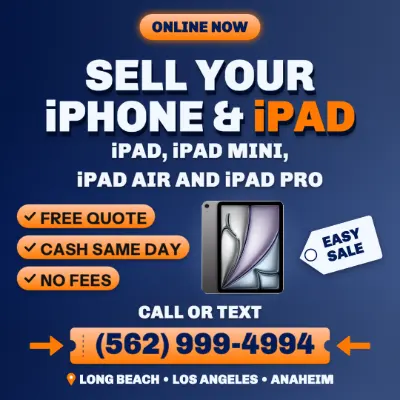 ONLINE NOW
SELL YOUR
iPHONE & iPAD
iPAD, iPAD MINI,
iPAD AIR AND iPAD PRO
FREE QUOTE
CASH SAME DAY
NO FEES
EASY
SALE
CALL OR TEXT
(562) 999-4994
LONG BEACH • LOS ANGELES • ANAHEIM